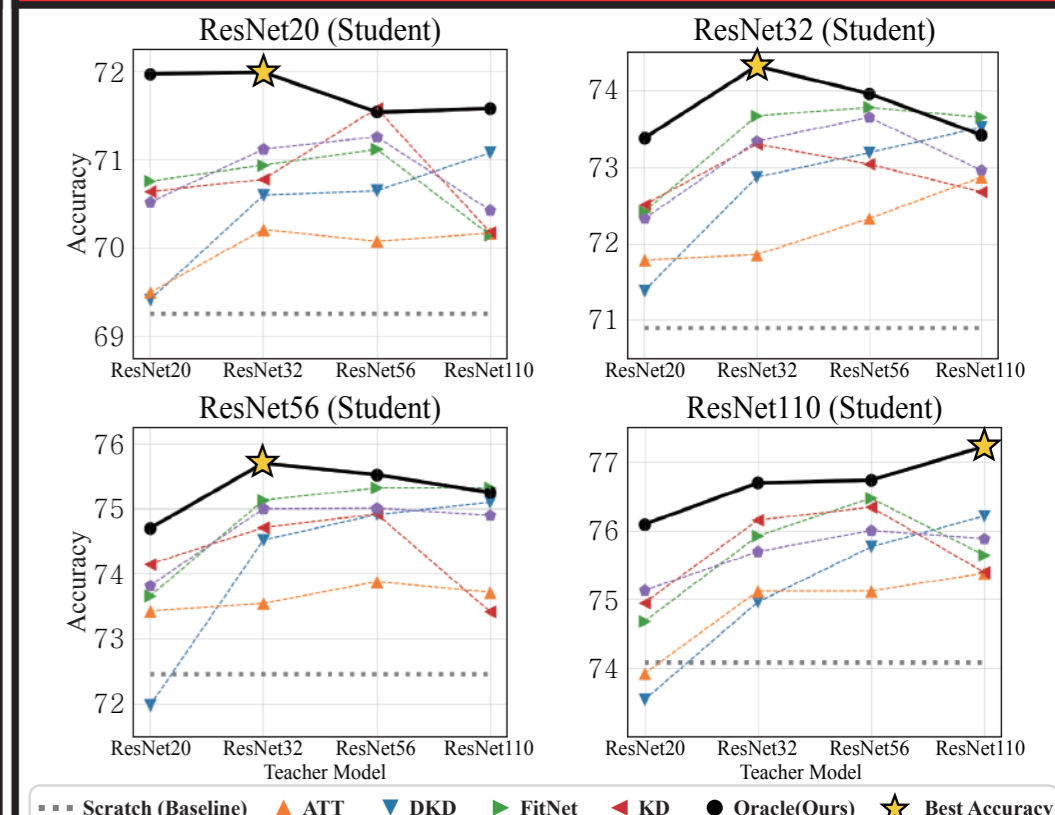 ResNet20 (Student)
ResNet32 (Student)
72
71
70
69
Accuracy
74
73
72
71
ResNet20 ResNet32 ResNet56 ResNet110
ResNet20 ResNet32 ResNet56 ResNet110
ResNet56 (Student)
ResNet110 (Student)
76
75
74
73
72
Accuracy
77
76
75
74
ResNet20 ResNet32 ResNet56 ResNet110
Teacher Model
ResNet20 ResNet32 ResNet56 ResNet110
Teacher Model
Scratch (Baseline) ATT DKD FitNet KD Oracle(Ours) Best Accuracy